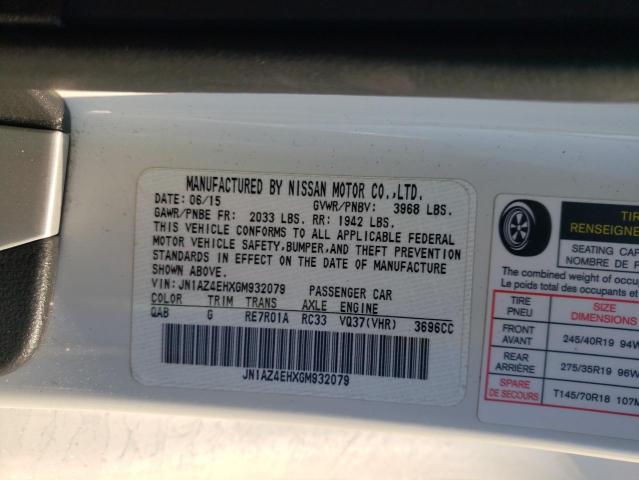 MANUFACTURED BY NISSAN MOTOR CO.,LTD.
DATE: 06/15 GVWR/PNBV: 3968 LBS.
GAWR/PNBE FR: 2033 LBS. RR: 1942 LBS.
THIS VEHICLE CONFORMS TO ALL APPLICABLE FEDERAL
MOTOR VEHICLE SAFETY,BUMPER,AND THEFT PREVENTION
STANDARDS IN EFFECT ON THE DATE OF MANUFACTURE
SHOWN ABOVE.
VIN: JN1AZ4EHXGM932079 PASSENGER CAR
COLOR TRIM TRANS AXLE ENGINE
QAB G RE7R01A RC33 VQ37(VHR) 3696CC
JN1AZ4EHXGM932079
TIR
RENSEIGNE
SEATING CAP
NOMBRE DE P
The combined weight of occup
Le poids total des occupants et
TIRE SIZE
PNEU DIMENSIONS
FRONT
AVANT 245/40R19 94W
REAR
ARRIÈRE 275/35R19 96W
SPARE
DE SECOURS T145/70R18 107M